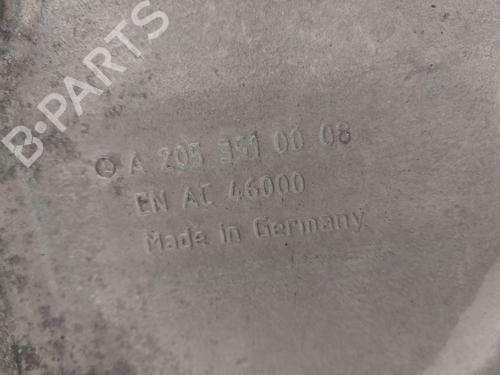 B-PARTS
A 205 351 00 08
EN AC 46000
Made in Germany